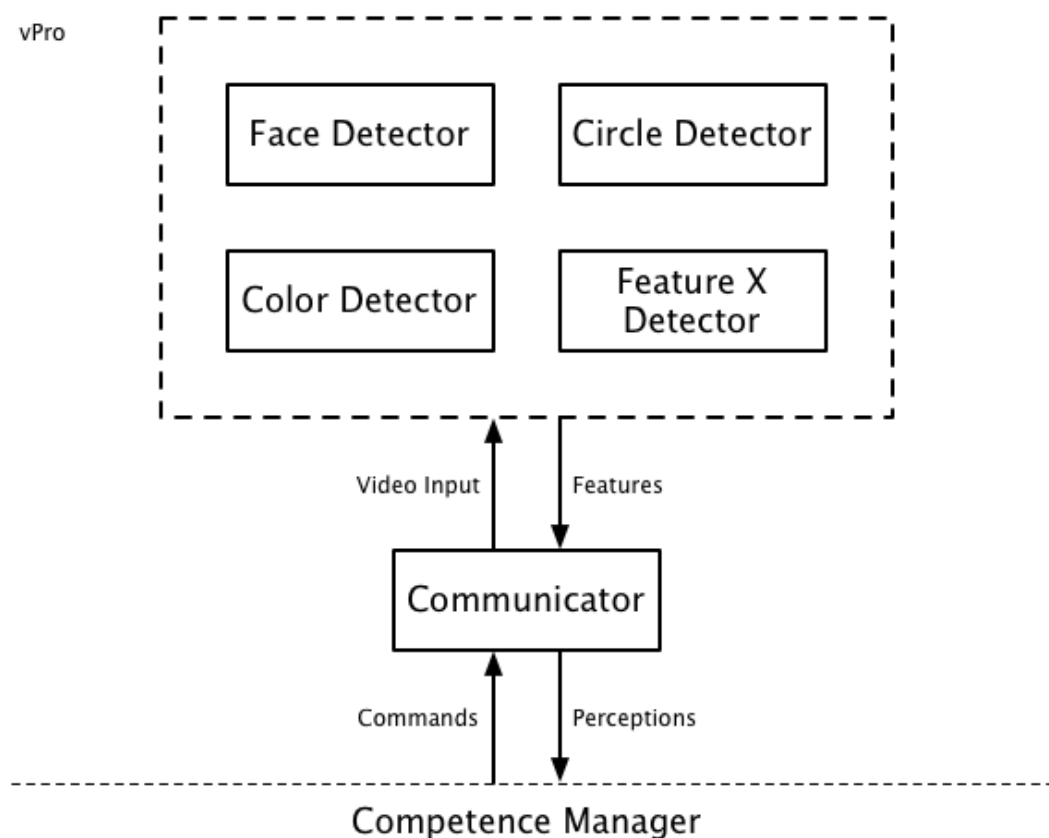 vPro
Face Detector
Circle Detector
Color Detector
Feature X
Detector
Video Input
Features
Communicator
Commands
Perceptions
Competence Manager